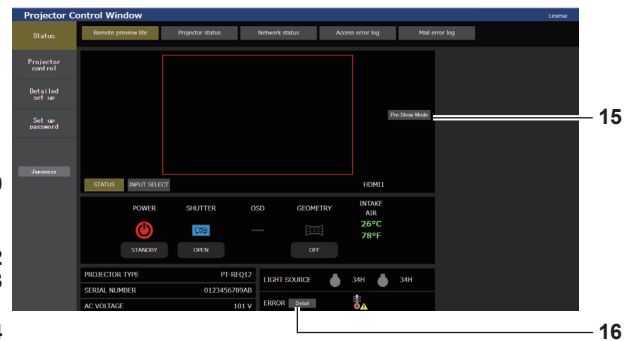 Projector Control Window
License
Status
Remote preview lite
Projector status
Network status
Access error log
Mail error log
Projector control
Detailed set up
Set up password
Japanese
Pre Show Mode
15
STATUS
INPUT SELECT
HDMI1
POWER
SHUTTER
OSD
GEOMETRY
INTAKE AIR
26°C
78°F
STANDBY
OPEN
OFF
PROJECTOR TYPE
PT-REQ12
SERIAL NUMBER
0123456789AB
AC VOLTAGE
101 V
LIGHT SOURCE
34H
34H
ERROR
Detail
16